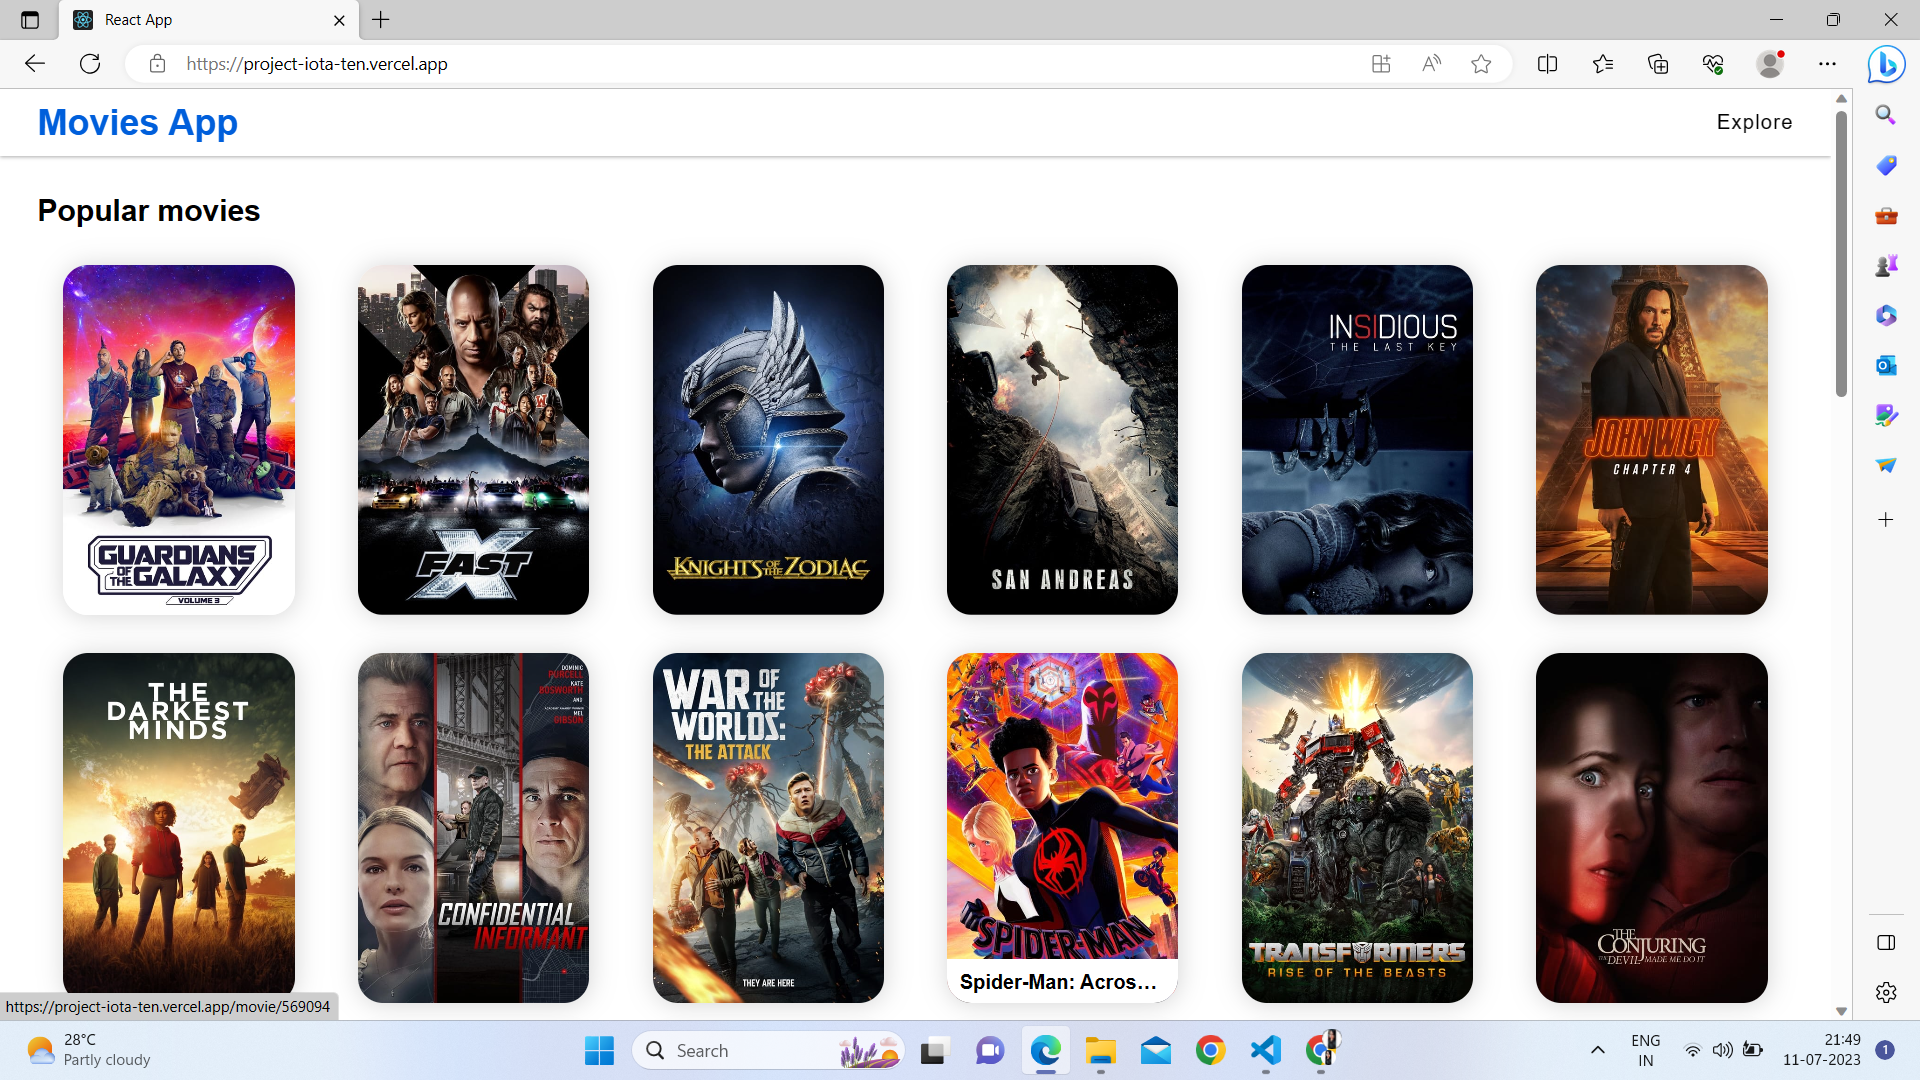 React App
https://project-iota-ten.vercel.app
Movies App
Explore
Popular movies
GUARDIANS
OF THE GALAXY
VOLUME 3
FAST X
KNIGHTS OF THE ZODIAC
SAN ANDREAS
INSIDIOUS
THE LAST KEY
JOHN WICK
CHAPTER 4
THE
DARKEST
MINDS
DOMINIC
PURCELL
KATE
BOSWORTH
AND
MEL
GIBSON
CONFIDENTIAL
INFORMANT
WAR OF
THE
WORLDS:
THE ATTACK
THEY ARE HERE
SPIDER-MAN
Spider-Man: Acros...
TRANSFORMERS
RISE OF THE BEASTS
THE
CONJURING
THE DEVIL MADE ME DO IT
https://project-iota-ten.vercel.app/movie/569094
28°C
Partly cloudy
Search
ENG
IN
21:49
11-07-2023
1